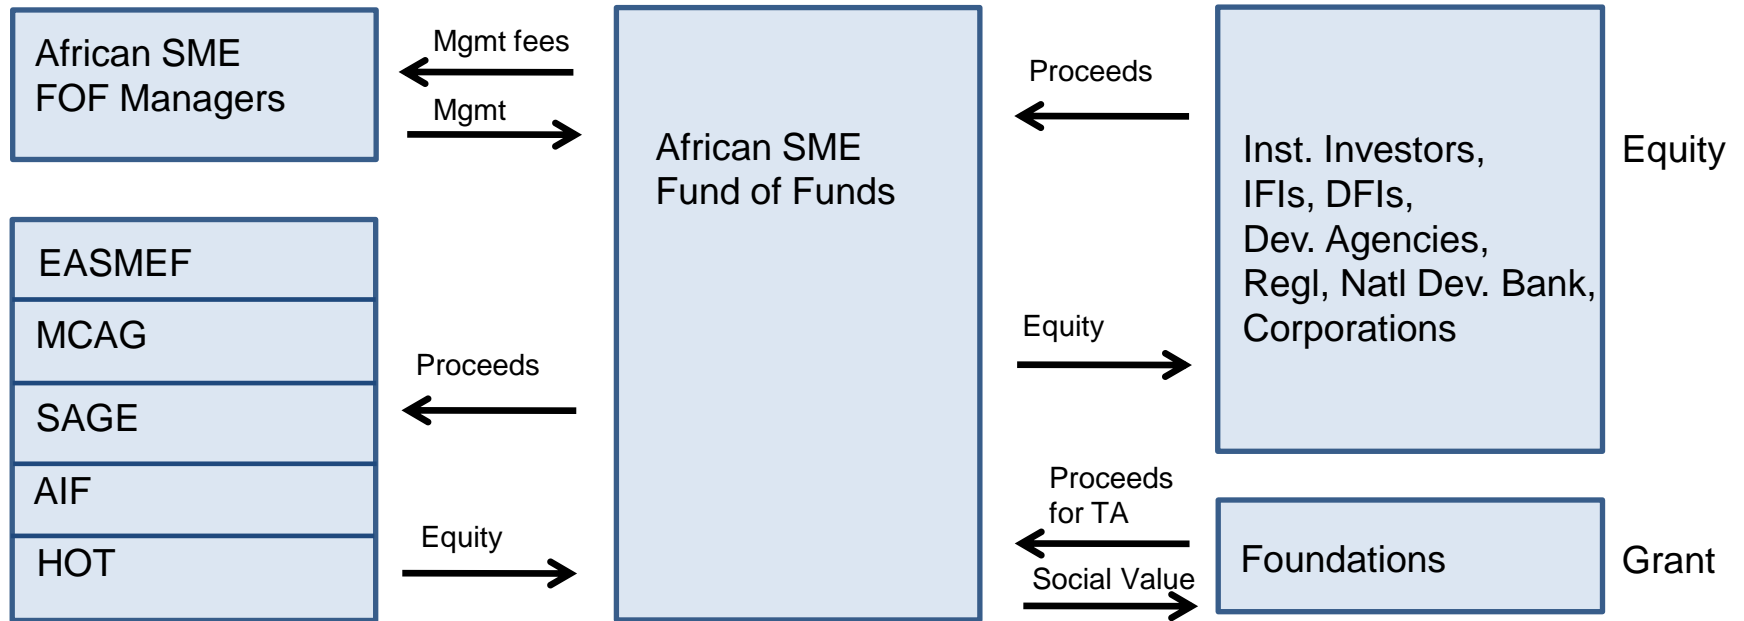 African SME
FOF Managers
Mgmt fees
Mgmt
African SME
Fund of Funds
Proceeds
Inst. Investors,
IFIs, DFIs,
Dev. Agencies,
Regl, Natl Dev. Bank,
Corporations
Equity
EASMEF
MCAG
SAGE
AIF
HOT
Proceeds
Equity
Equity
Proceeds
for TA
Social Value
Foundations
Grant